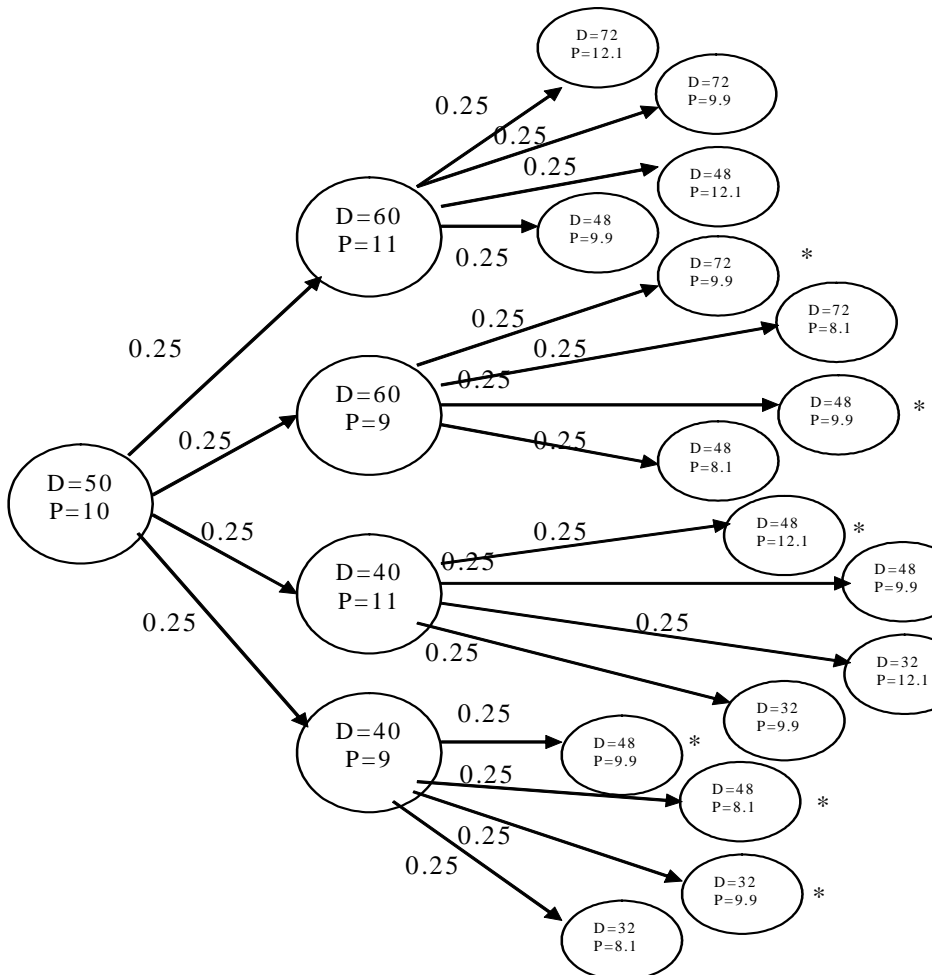 D=72
P=12.1
0.25
D=72
P=9.9
0.25
0.25
D=48
P=12.1
D=60
P=11
D=48
P=9.9
0.25
D=72
P=9.9
*
0.25
0.25
D=72
P=8.1
0.25
0.25
D=60
P=9
D=48
P=9.9
*
0.25
0.25
D=48
P=8.1
D=50
P=10
0.25
D=48
P=12.1
*
0.25
0.25
D=40
P=11
D=48
P=9.9
0.25
0.25
0.25
D=32
P=12.1
D=32
P=9.9
D=40
P=9
0.25
D=48
P=9.9
*
0.25
D=48
P=8.1
*
0.25
0.25
D=32
P=9.9
*
D=32
P=8.1